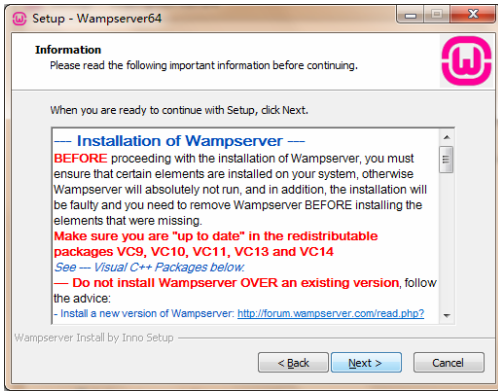 Setup - Wampserver64
Information
Please read the following important information before continuing.
When you are ready to continue with Setup, click Next.
--- Installation of Wampserver ---
BEFORE proceeding with the installation of Wampserver, you must
ensure that certain elements are installed on your system, otherwise
Wampserver will absolutely not run, and in addition, the installation will
be faulty and you need to remove Wampserver BEFORE installing the
elements that were missing.
Make sure you are "up to date" in the redistributable
packages VC9, VC10, VC11, VC13 and VC14
See --- Visual C++ Packages below.
--- Do not install Wampserver OVER an existing version, follow
the advice:
- Install a new version of Wampserver: http://forum.wampserver.com/read.php?
Wampserver Install by Inno Setup
< Back
Next >
Cancel